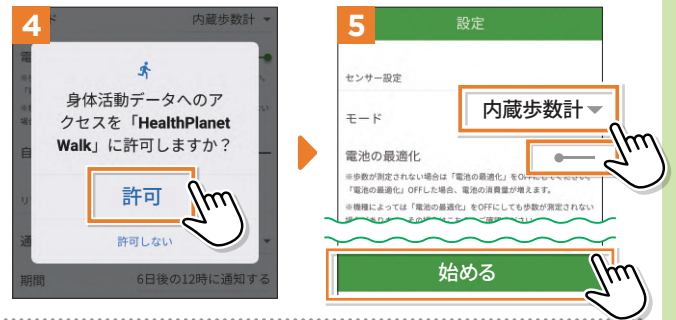 4
ド
内蔵歩数計
電
身体活動データへのア
クセスを「HealthPlanet
Walk」に許可しますか？
自
許可
リ
許可しない
通
期間
6日後の12時に通知する
5
設定
センサー設定
モード
内蔵歩数計
電池の最適化
※歩数が測定されない場合は「電池の最適化」をOFFにしてください。
「電池の最適化」OFFした場合、電池の消費量が増えます。
※機種によっては「電池の最適化」をOFFにしても歩数が測定されない
始める